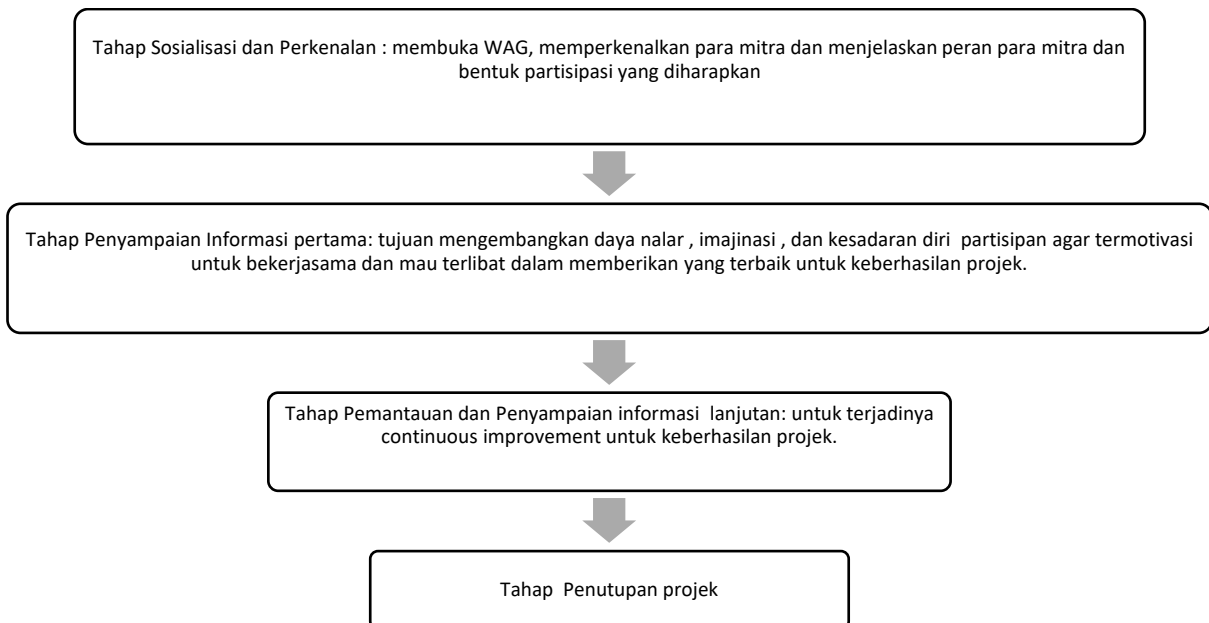 Tahap Sosialisasi dan Perkenalan : membuka WAG, memperkenalkan para mitra dan menjelaskan peran para mitra dan
bentuk partisipasi yang diharapkan
Tahap Penyampaian Informasi pertama: tujuan mengembangkan daya nalar , imajinasi , dan kesadaran diri partisipan agar termotivasi
untuk bekerjasama dan mau terlibat dalam memberikan yang terbaik untuk keberhasilan projek.
Tahap Pemantauan dan Penyampaian informasi lanjutan: untuk terjadinya
continuous improvement untuk keberhasilan projek.
Tahap Penutupan projek